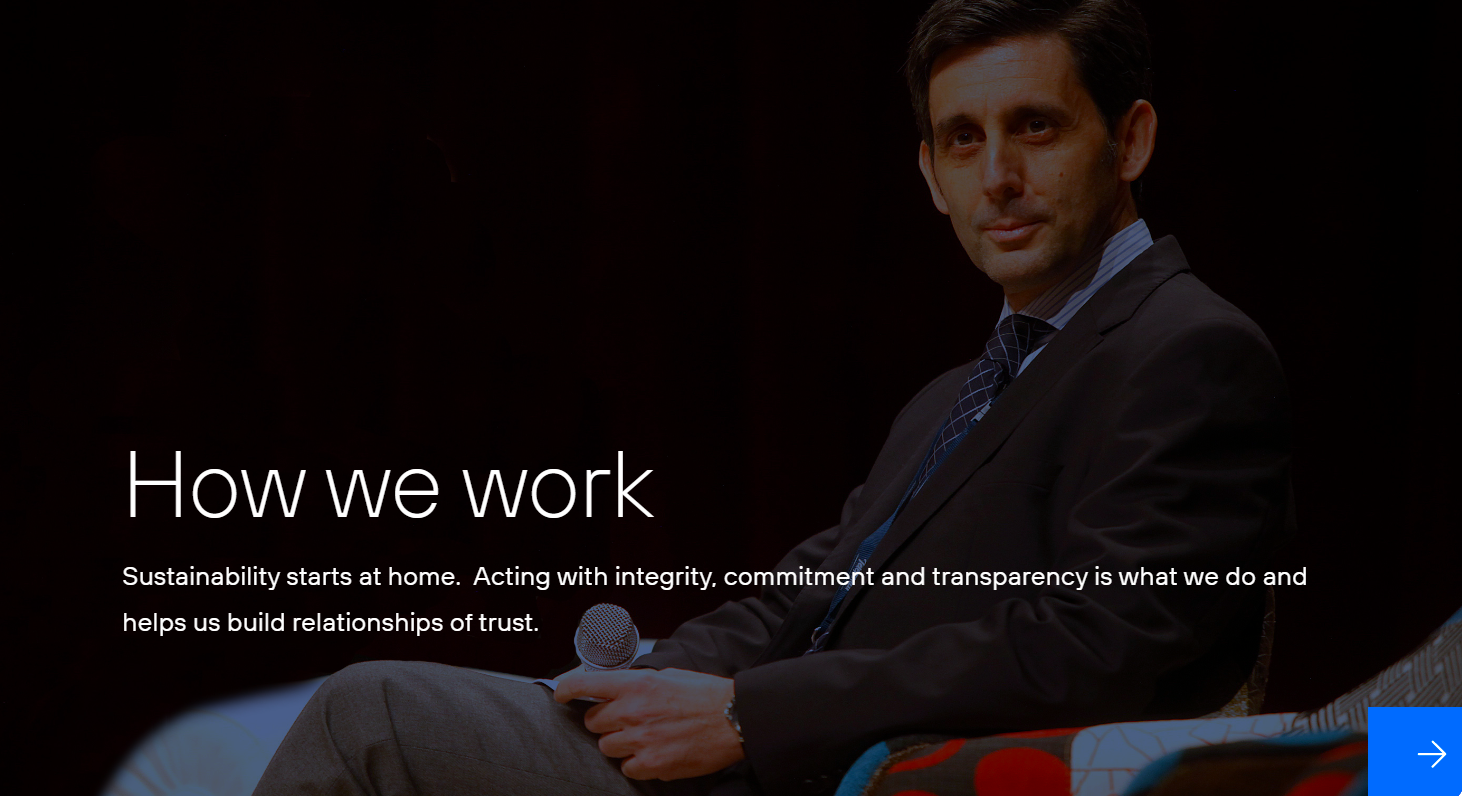 How we work
Sustainability starts at home.  Acting with integrity, commitment and transparency is what we do and
helps us build relationships of trust.